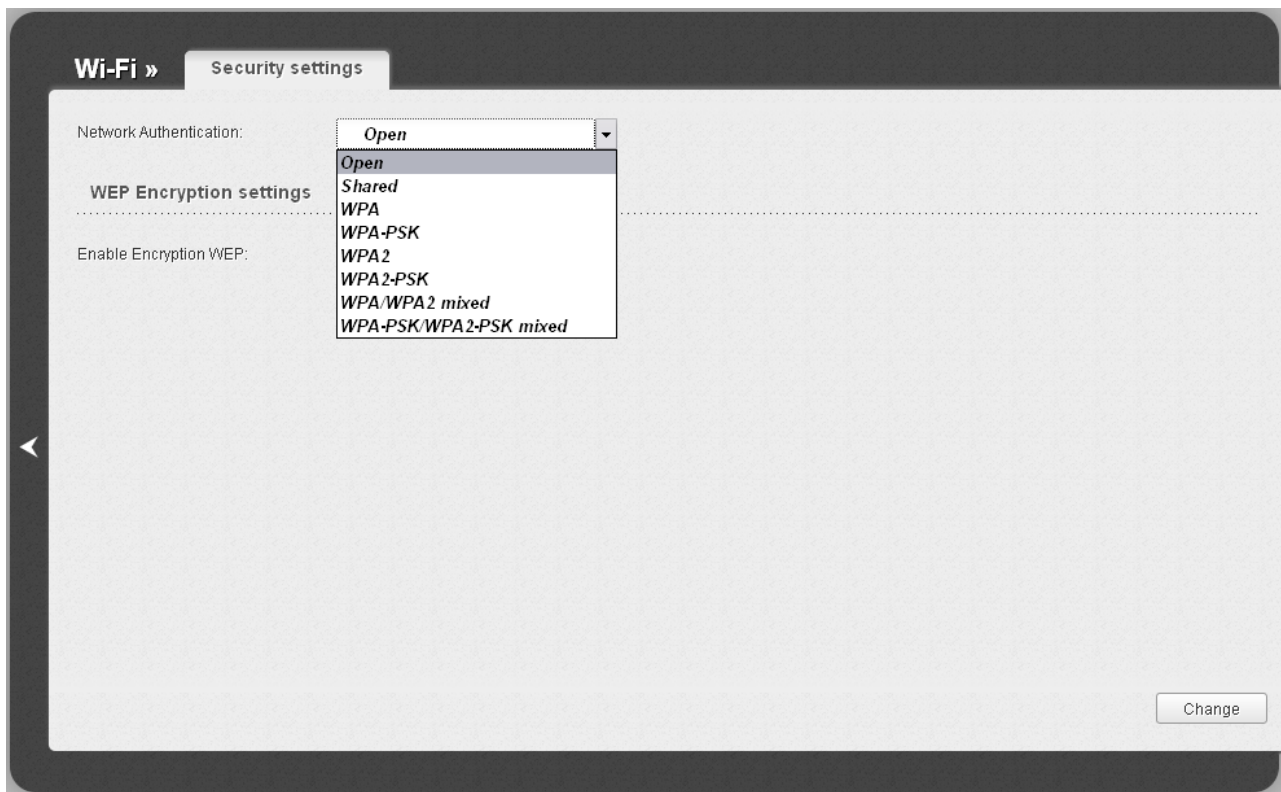 Wi-Fi » Security settings
Network Authentication: Open
Open
Shared
WPA
WPA-PSK
WPA2
WPA2-PSK
WPA/WPA2 mixed
WPA-PSK/WPA2-PSK mixed
WEP Encryption settings
Enable Encryption WEP:
Change